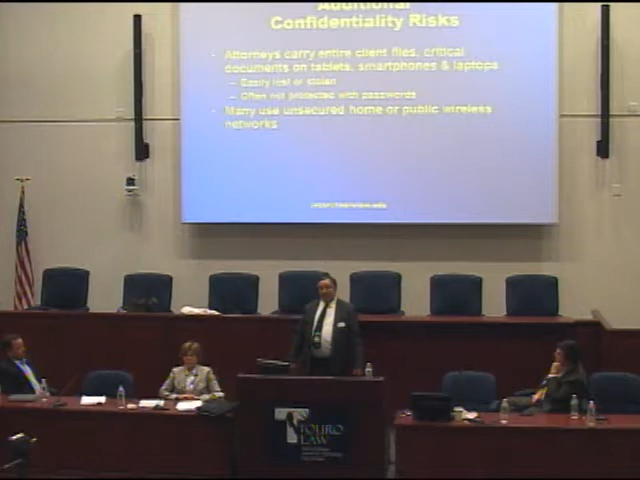 Additional
Confidentiality Risks
- Attorneys carry entire client files, critical
documents on tablets, smartphones & laptops
– Easily lost or stolen
– Often not protected with passwords
- Many use unsecured home or public wireless
networks
TOURO
LAW